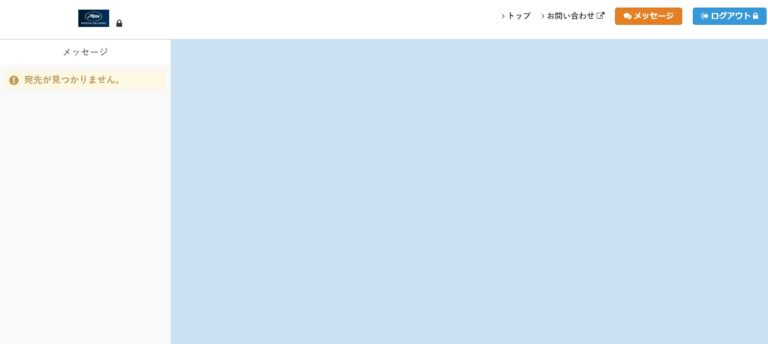 トップ
お問い合わせ
メッセージ
ログアウト
メッセージ
宛先が見つかりません。